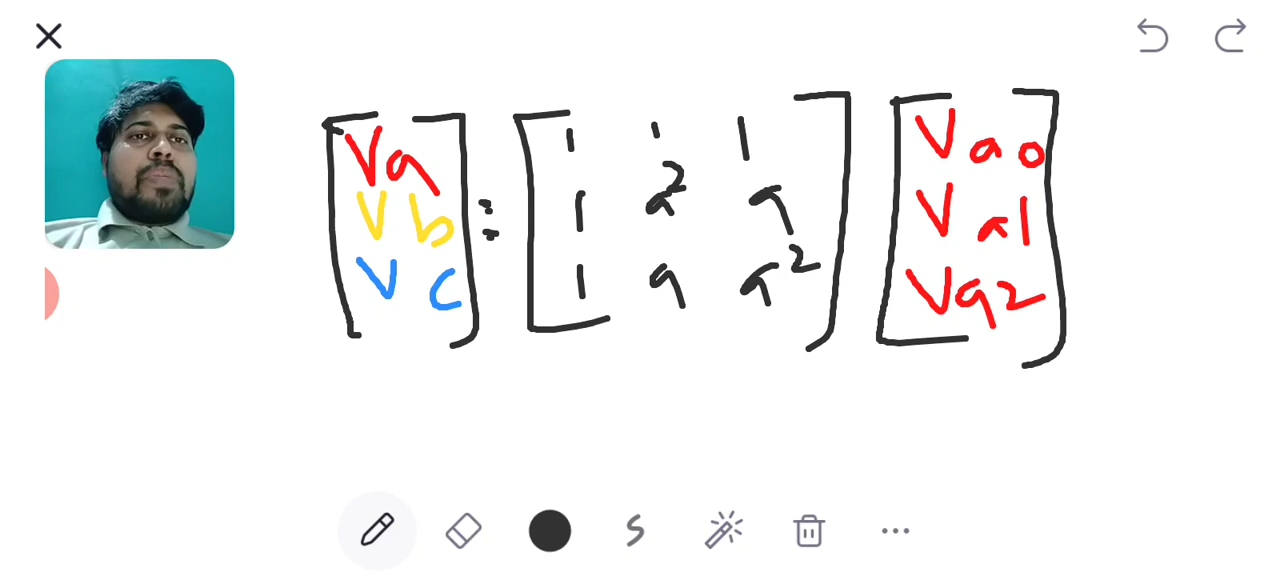 [Va] = [1 1 1] [Va0]
[Vb] = [1 a² a] [Va1]
[Vc] = [1 a a²] [Va2]